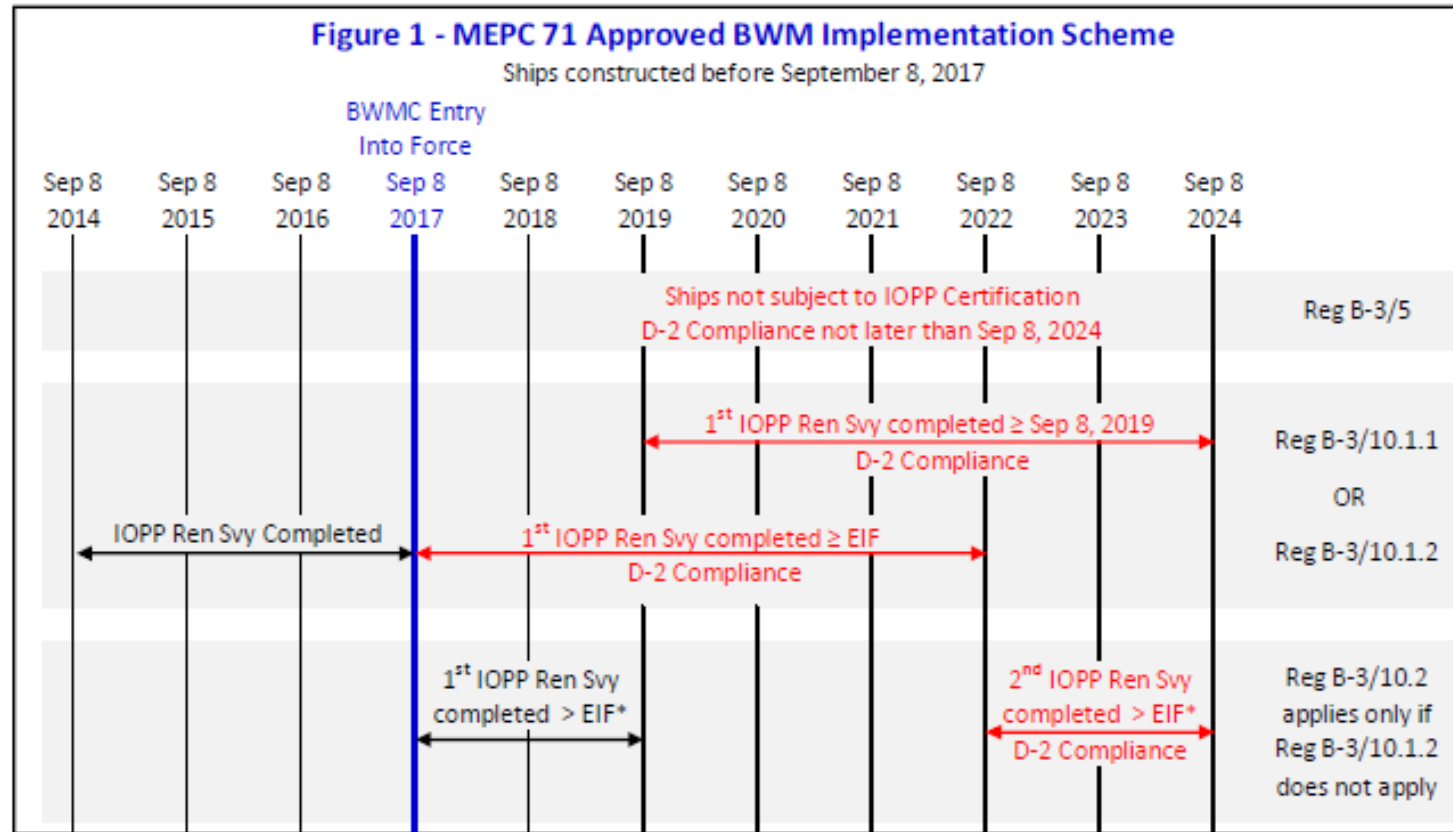 Figure 1 - MEPC 71 Approved BWM Implementation Scheme
Ships constructed before September 8, 2017
BWMC Entry
Into Force
Sep 8 Sep 8 Sep 8 Sep 8 Sep 8 Sep 8 Sep 8 Sep 8 Sep 8 Sep 8 Sep 8
2014 2015 2016 2017 2018 2019 2020 2021 2022 2023 2024
Ships not subject to IOPP Certification
D-2 Compliance not later than Sep 8, 2024
Reg B-3/5
1st IOPP Ren Svy completed ≥ Sep 8, 2019
D-2 Compliance
Reg B-3/10.1.1
OR
IOPP Ren Svy Completed
1st IOPP Ren Svy completed ≥ EIF
D-2 Compliance
Reg B-3/10.1.2
1st IOPP Ren Svy
completed > EIF*
2nd IOPP Ren Svy
completed > EIF*
D-2 Compliance
Reg B-3/10.2
applies only if
Reg B-3/10.1.2
does not apply